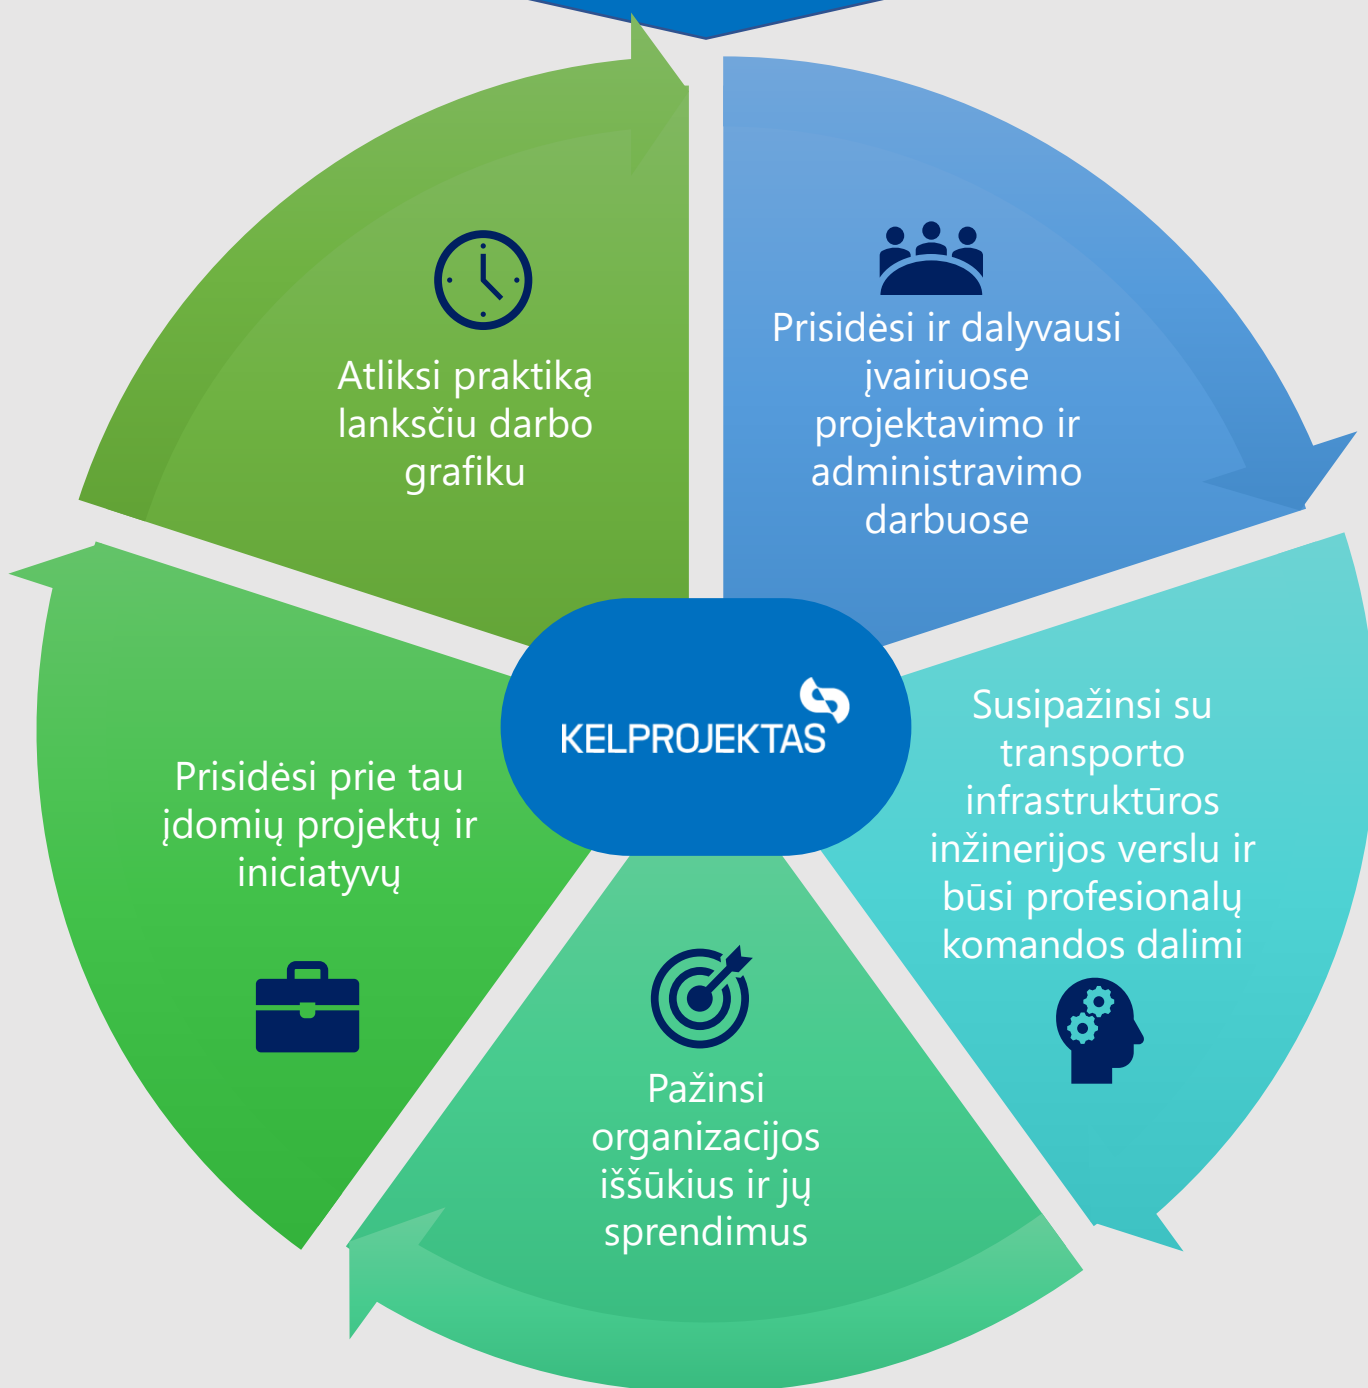 Prisidėsi ir dalyvausi
įvairiuose
projektavimo ir
administravimo
darbuose
Susipažinsi su
transporto
infrastruktūros
inžinerijos verslu ir
būsi profesionalų
komandos dalimi
Pažinsi
organizacijos
iššūkius ir jų
sprendimus
Prisidėsi prie tau
įdomių projektų ir
iniciatyvų
Atliksi praktiką
lanksčiu darbo
grafiku
KELPROJEKTAS